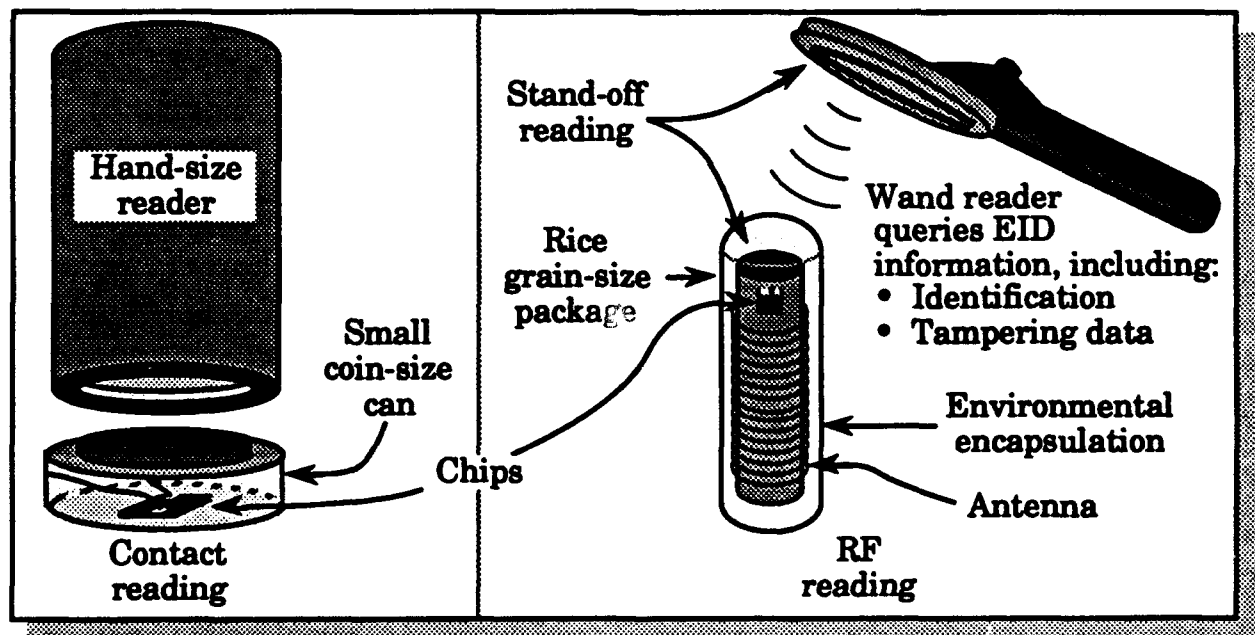 Hand-size
reader
Small
coin-size
can
Chips
Contact
reading
Stand-off
reading
Rice
grain-size
package
Wand reader
queries EID
information, including:
• Identification
• Tampering data
Environmental
encapsulation
Antenna
RF
reading